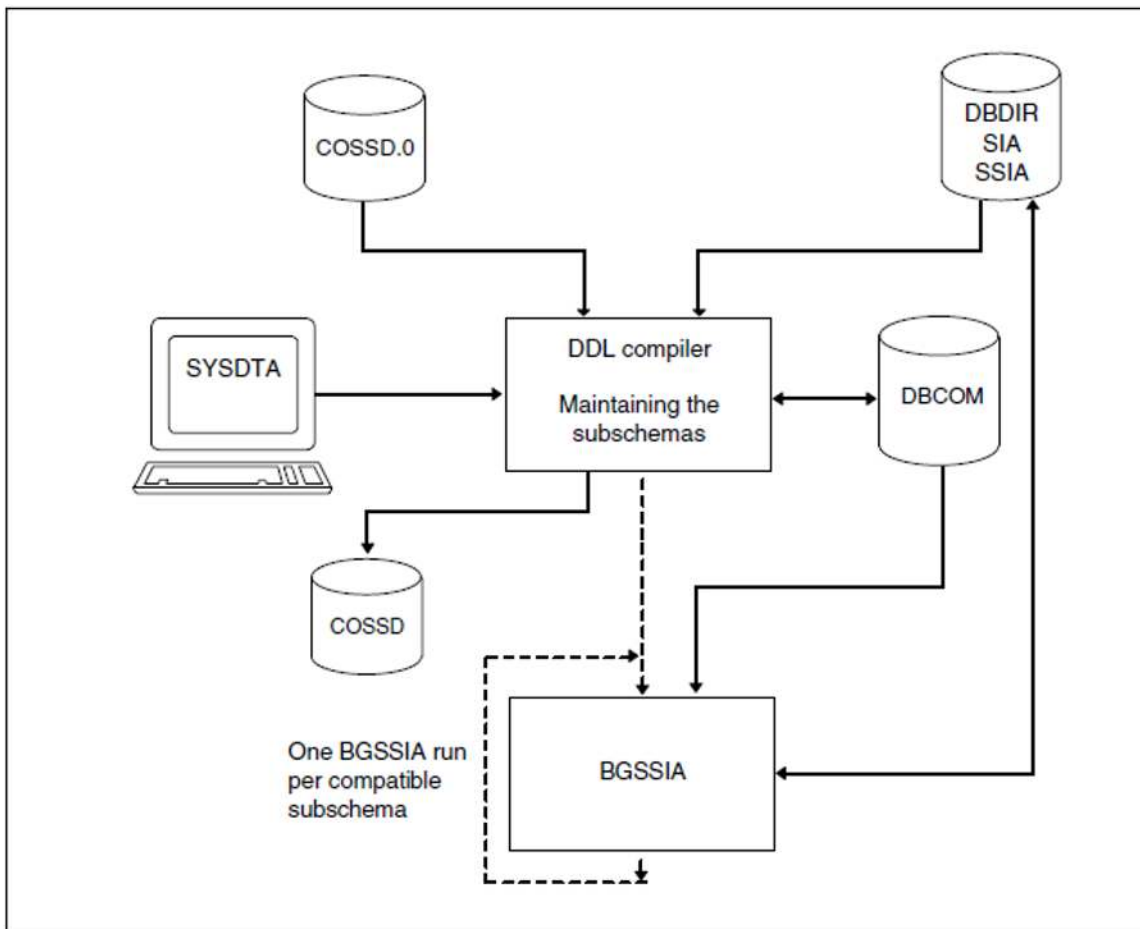 COSSD.0
DBDIR
SIA
SSIA
SYSDTA
DDL compiler
Maintaining the
subschemas
DBCOM
COSSD
One BGSSIA run
per compatible
subschema
BGSSIA